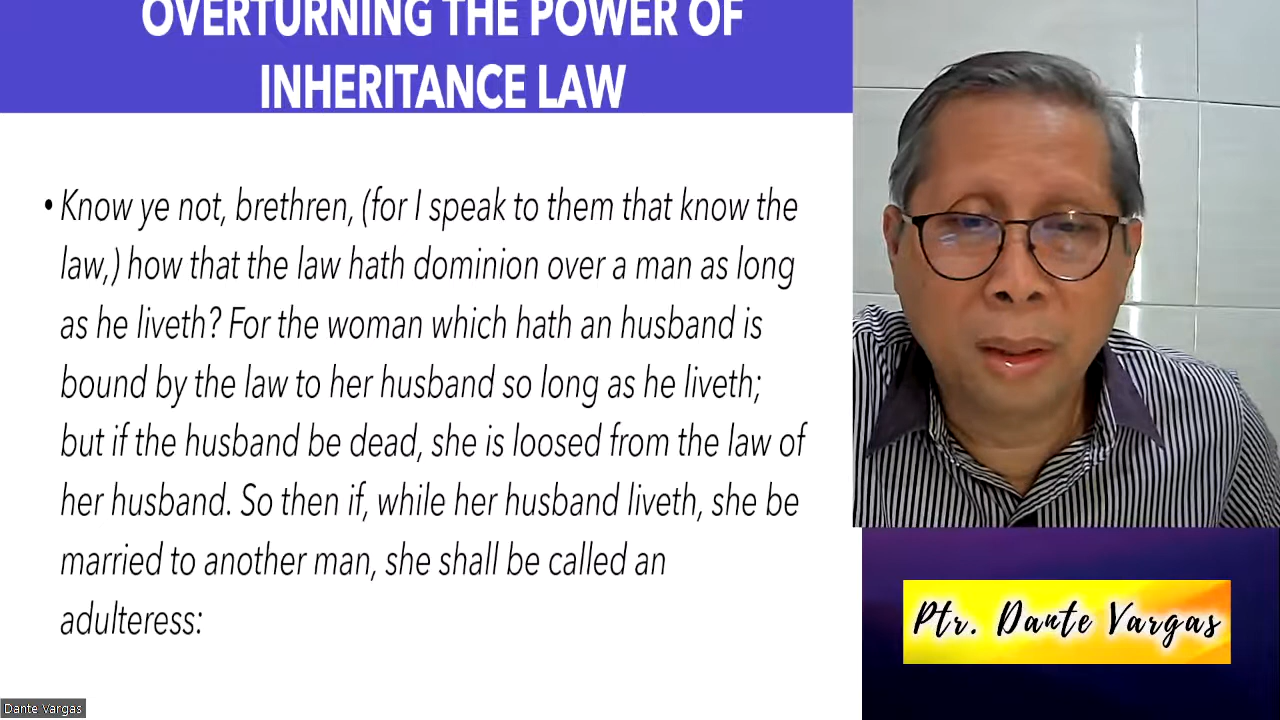 OVERTURNING THE POWER OF
INHERITANCE LAW
• Know ye not, brethren, (for I speak to them that know the
law,) how that the law hath dominion over a man as long
as he liveth? For the woman which hath an husband is
bound by the law to her husband so long as he liveth;
but if the husband be dead, she is loosed from the law of
her husband. So then if, while her husband liveth, she be
married to another man, she shall be called an
adulteress:
Ptr. Dante Vargas
Dante Vargas